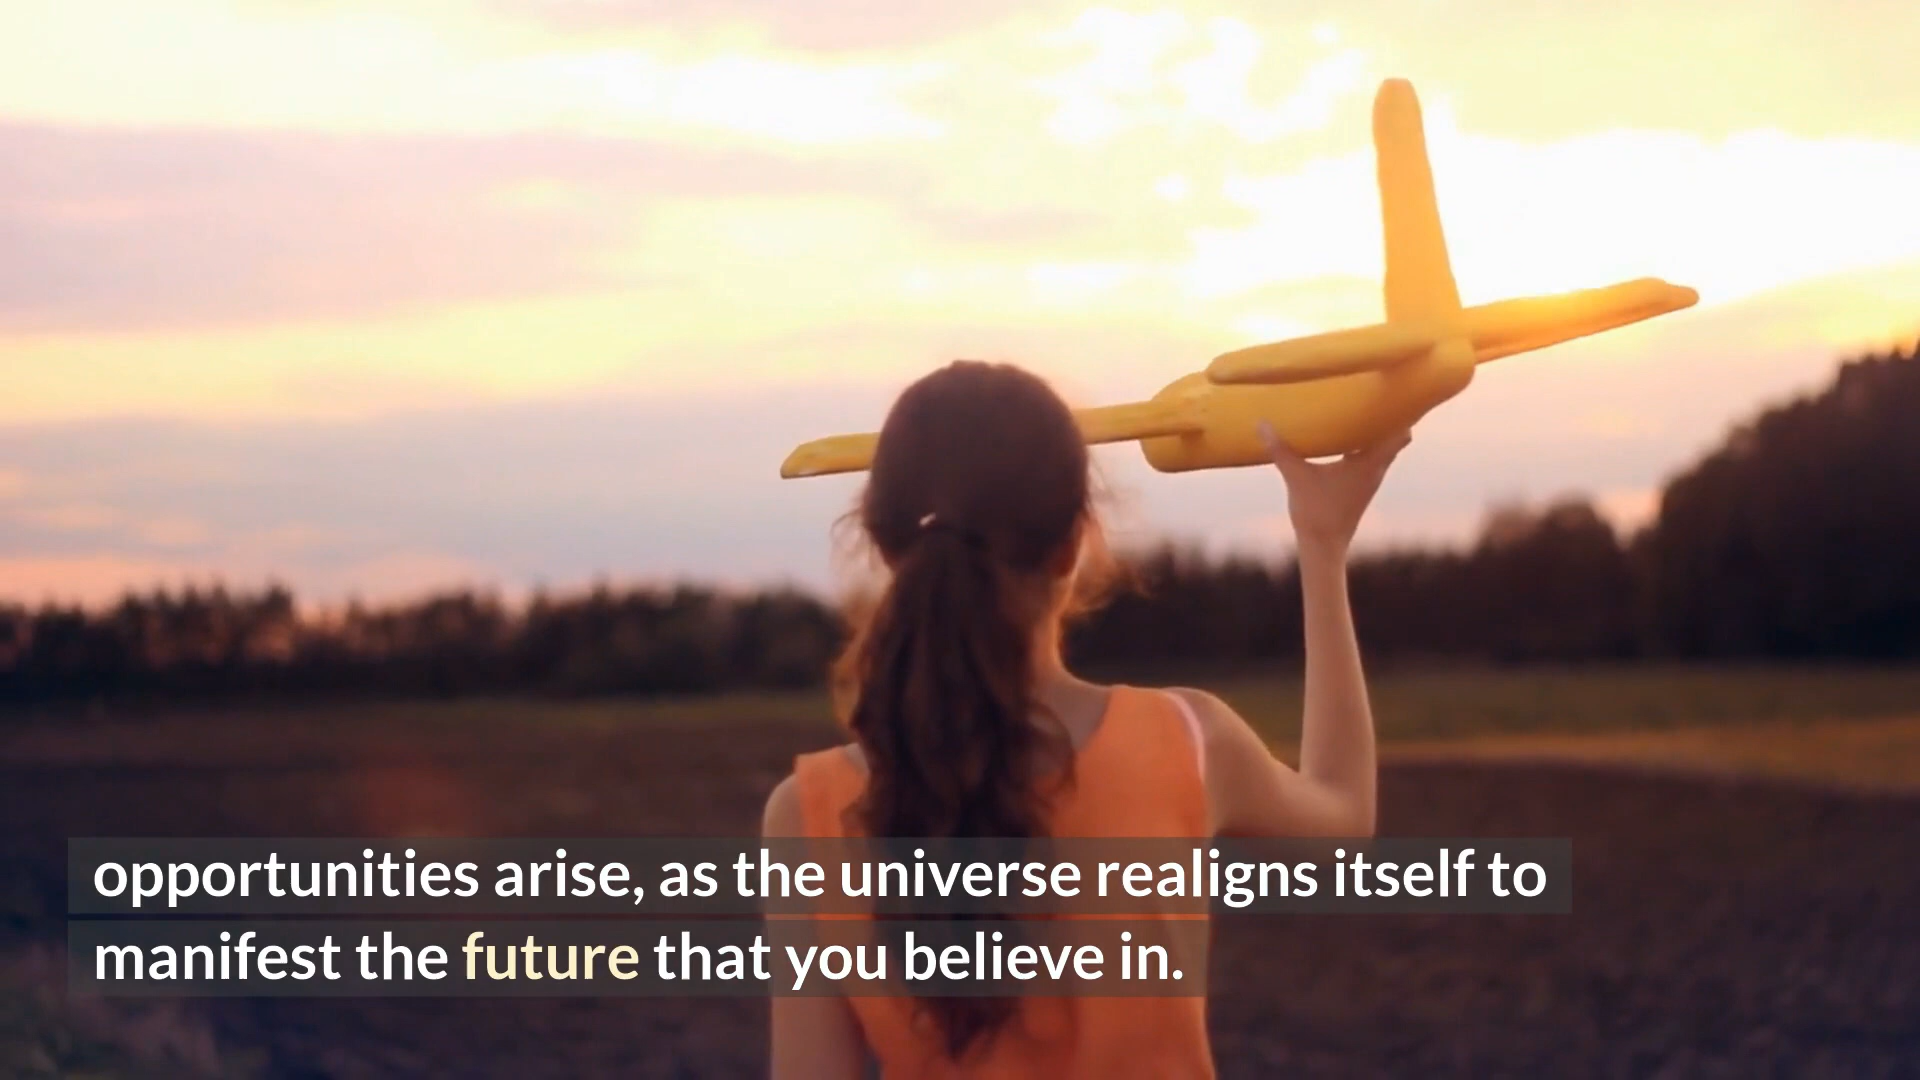 opportunities arise, as the universe realigns itself to
manifest the future that you believe in.